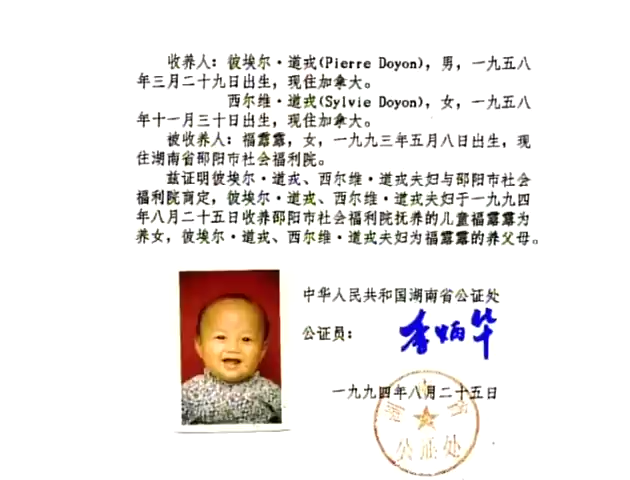 收养人：彼埃尔·道戎(Pierre Doyon)，男，一九五八
年三月二十九日出生，现住加拿大。
西尔维·道戎(Sylvie Doyon)，女，一九五八
年十一月三十日出生，现住加拿大。
被收养人：福露露，女，一九九三年五月八日出生，现
住湖南省邵阳市社会福利院。
兹证明彼埃尔·道戎、西尔维·道戎夫妇与邵阳市社会
福利院商定，彼埃尔·道戎、西尔维·道戎夫妇于一九九四
年八月二十五日收养邵阳市社会福利院抚养的儿童福露露为
养女，彼埃尔·道戎、西尔维·道戎夫妇为福露露的养父母。
中华人民共和国湖南省公证处
公证员：李炳华
一九九四年八月二十五日
公证处